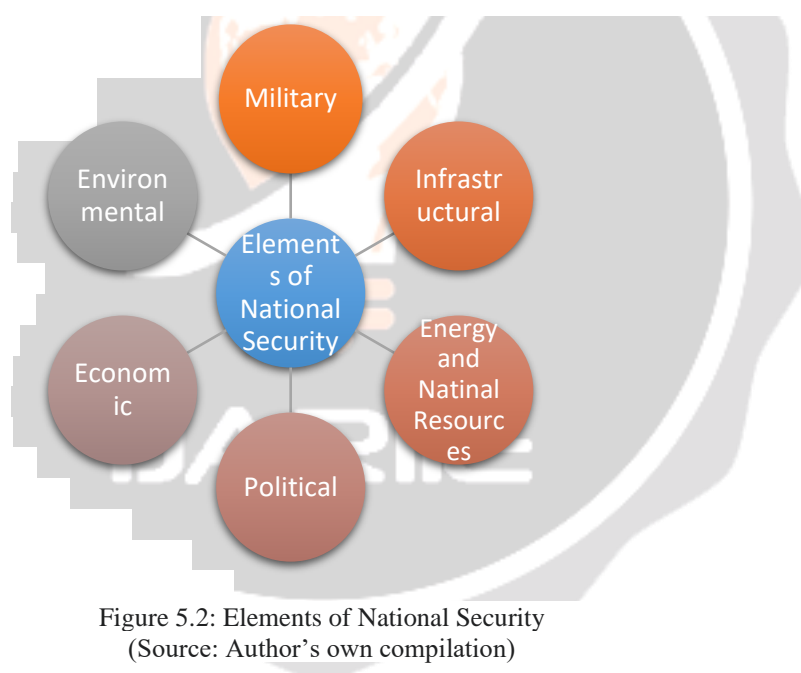 Military
Infrastr
uctural
Energy
and
Natinal
Resourc
es
Political
Econom
ic
Environ
mental
Element
s of
National
Security
Figure 5.2: Elements of National Security
(Source: Author's own compilation)